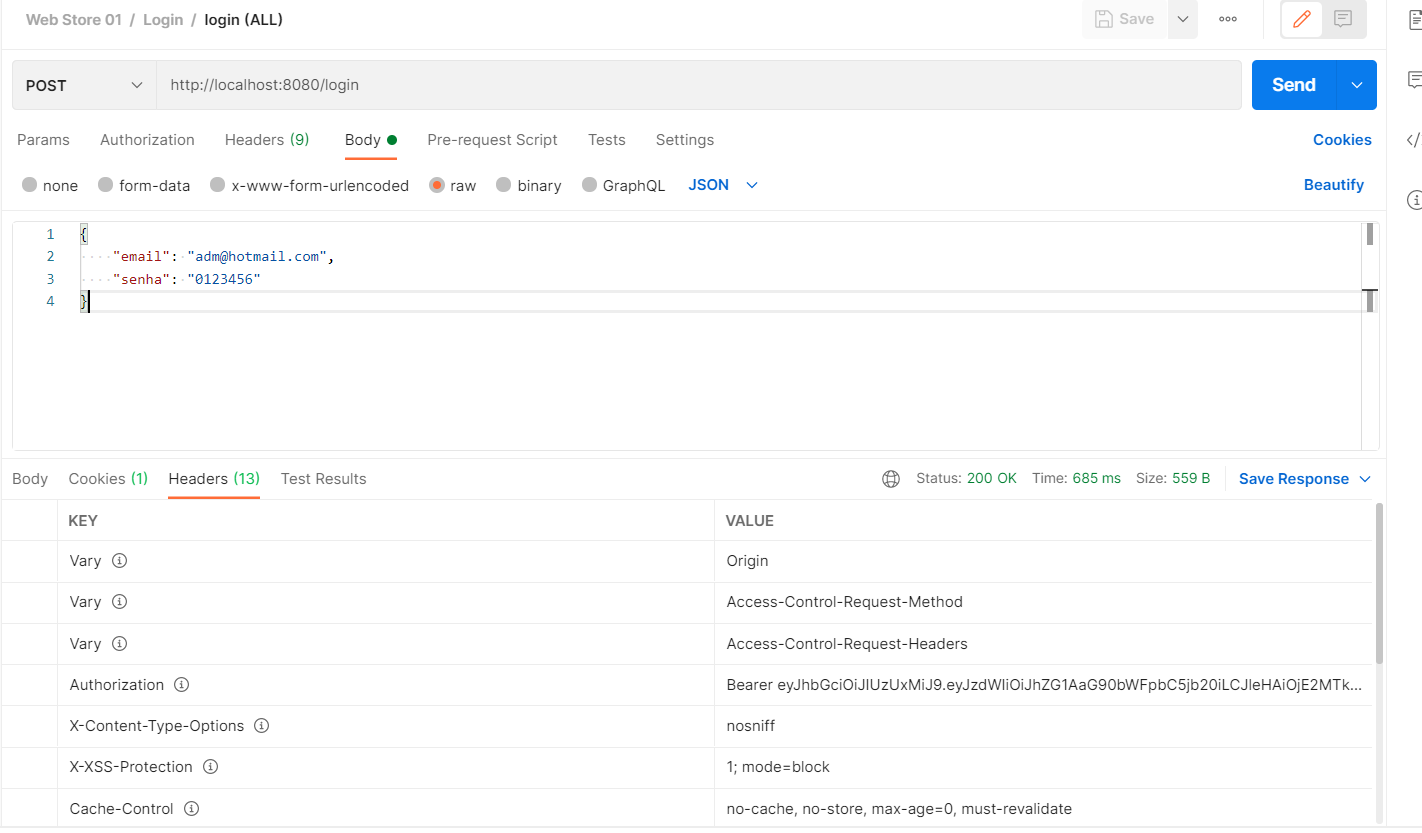 Web Store 01 / Login / login (ALL)
Save
POST http://localhost:8080/login Send
Params Authorization Headers (9) Body Pre-request Script Tests Settings Cookies
none form-data x-www-form-urlencoded raw binary GraphQL JSON Beautify
1 {
2 "email": "adm@hotmail.com",
3 "senha": "0123456"
4 }
Body Cookies (1) Headers (13) Test Results Status: 200 OK Time: 685 ms Size: 559 B Save Response
KEY VALUE
Vary Origin
Vary Access-Control-Request-Method
Vary Access-Control-Request-Headers
Authorization Bearer eyJhbGciOiJIUzUxMiJ9.eyJzdWIiOiJhZG1AaG90bWFpbC5jb20iLCJleHAiOjE2MTk...
X-Content-Type-Options nosniff
X-XSS-Protection 1; mode=block
Cache-Control no-cache, no-store, max-age=0, must-revalidate